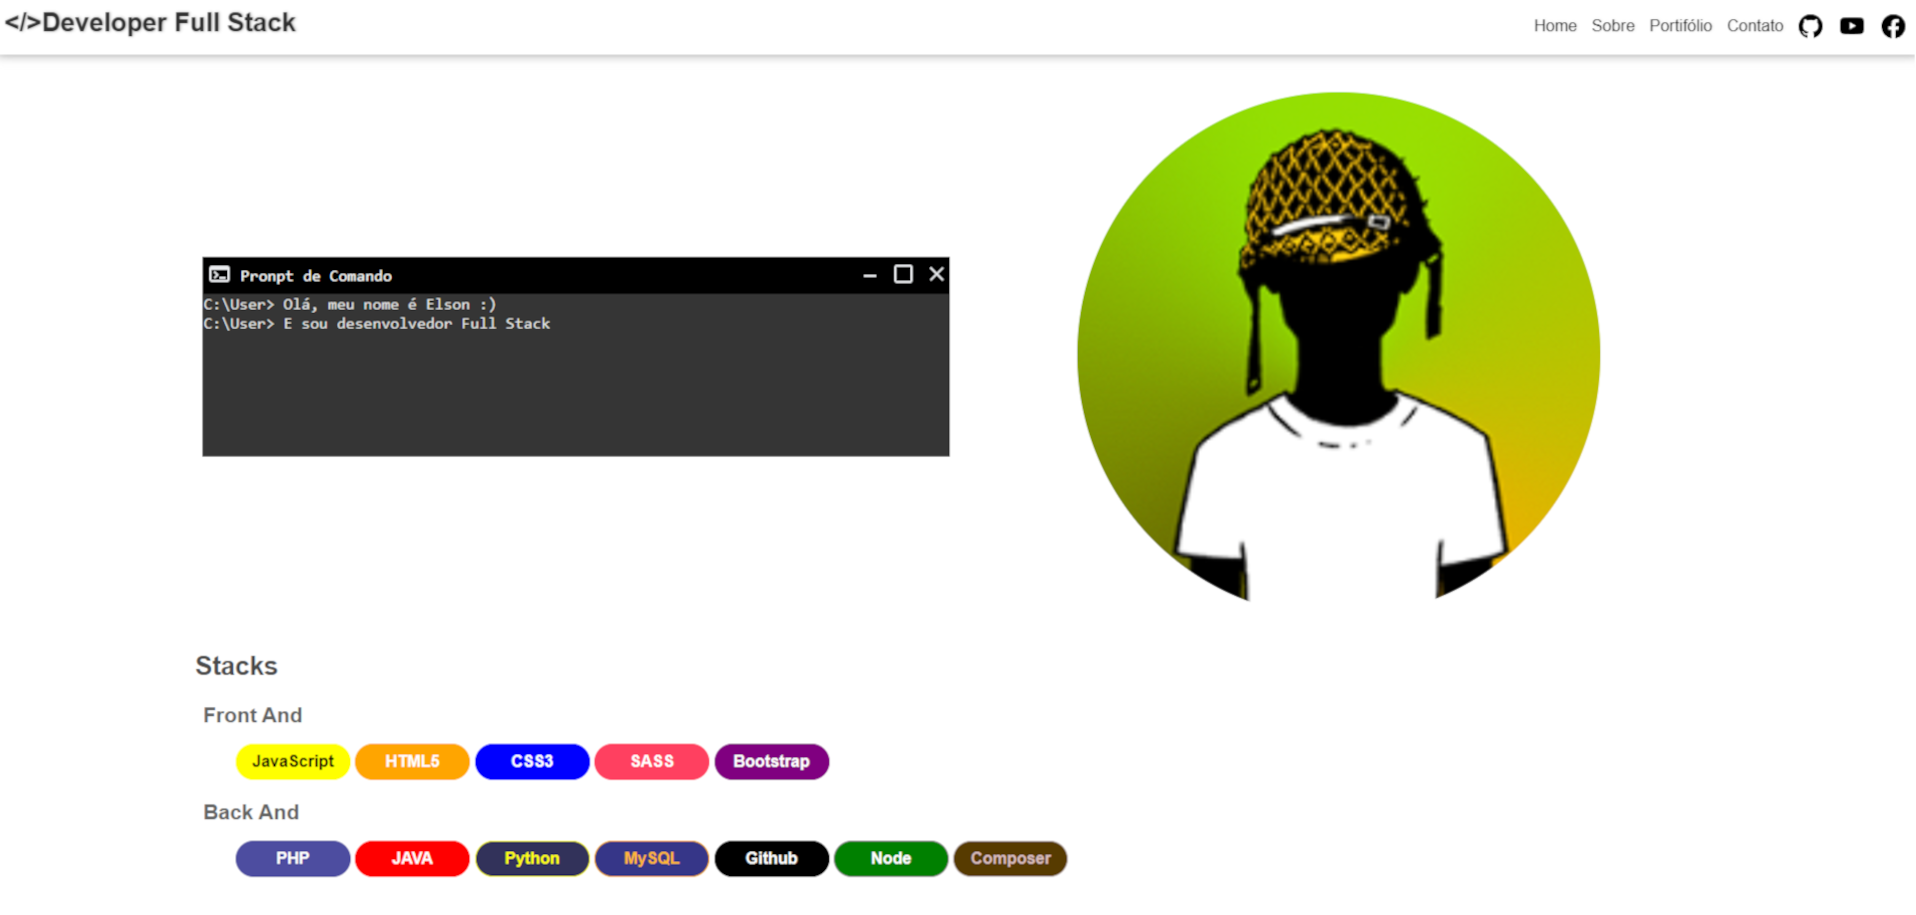 </>Developer Full Stack
Home Sobre Portifólio Contato
Pronpt de Comando
C:\User> Olá, meu nome é Elson :)
C:\User> E sou desenvolvedor Full Stack
Stacks
Front And
JavaScript HTML5 CSS3 SASS Bootstrap
Back And
PHP JAVA Python MySQL Github Node Composer